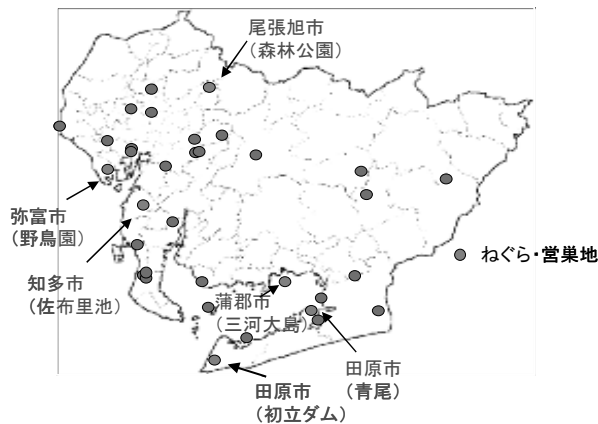 尾張旭市
(森林公園)
弥富市
(野鳥園)
知多市
(佐布里池)
ねぐら・営巣地
蒲郡市
(三河大島)
田原市
(青尾)
田原市
(初立ダム)